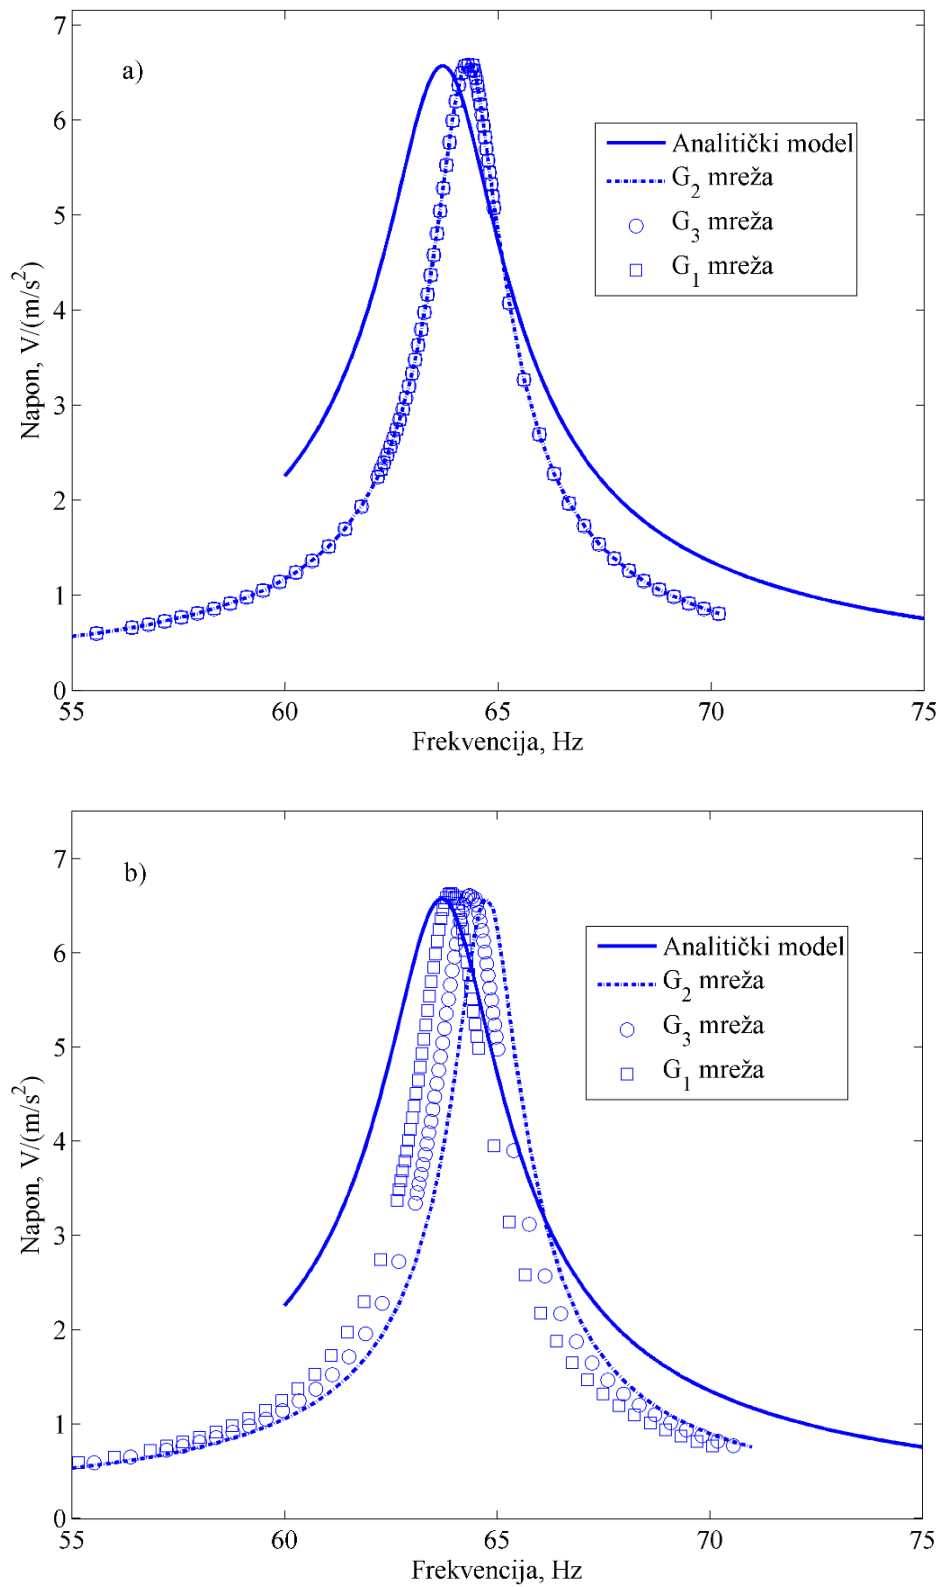 a)
7
6
5
4
3
2
1
0
Napon, V/(m/s²)
Analitički model
G₂ mreža
G₃ mreža
G₁ mreža
55 60 65 70 75
Frekvencija, Hz
b)
7
6
5
4
3
2
1
0
Napon, V/(m/s²)
Analitički model
G₂ mreža
G₃ mreža
G₁ mreža
55 60 65 70 75
Frekvencija, Hz